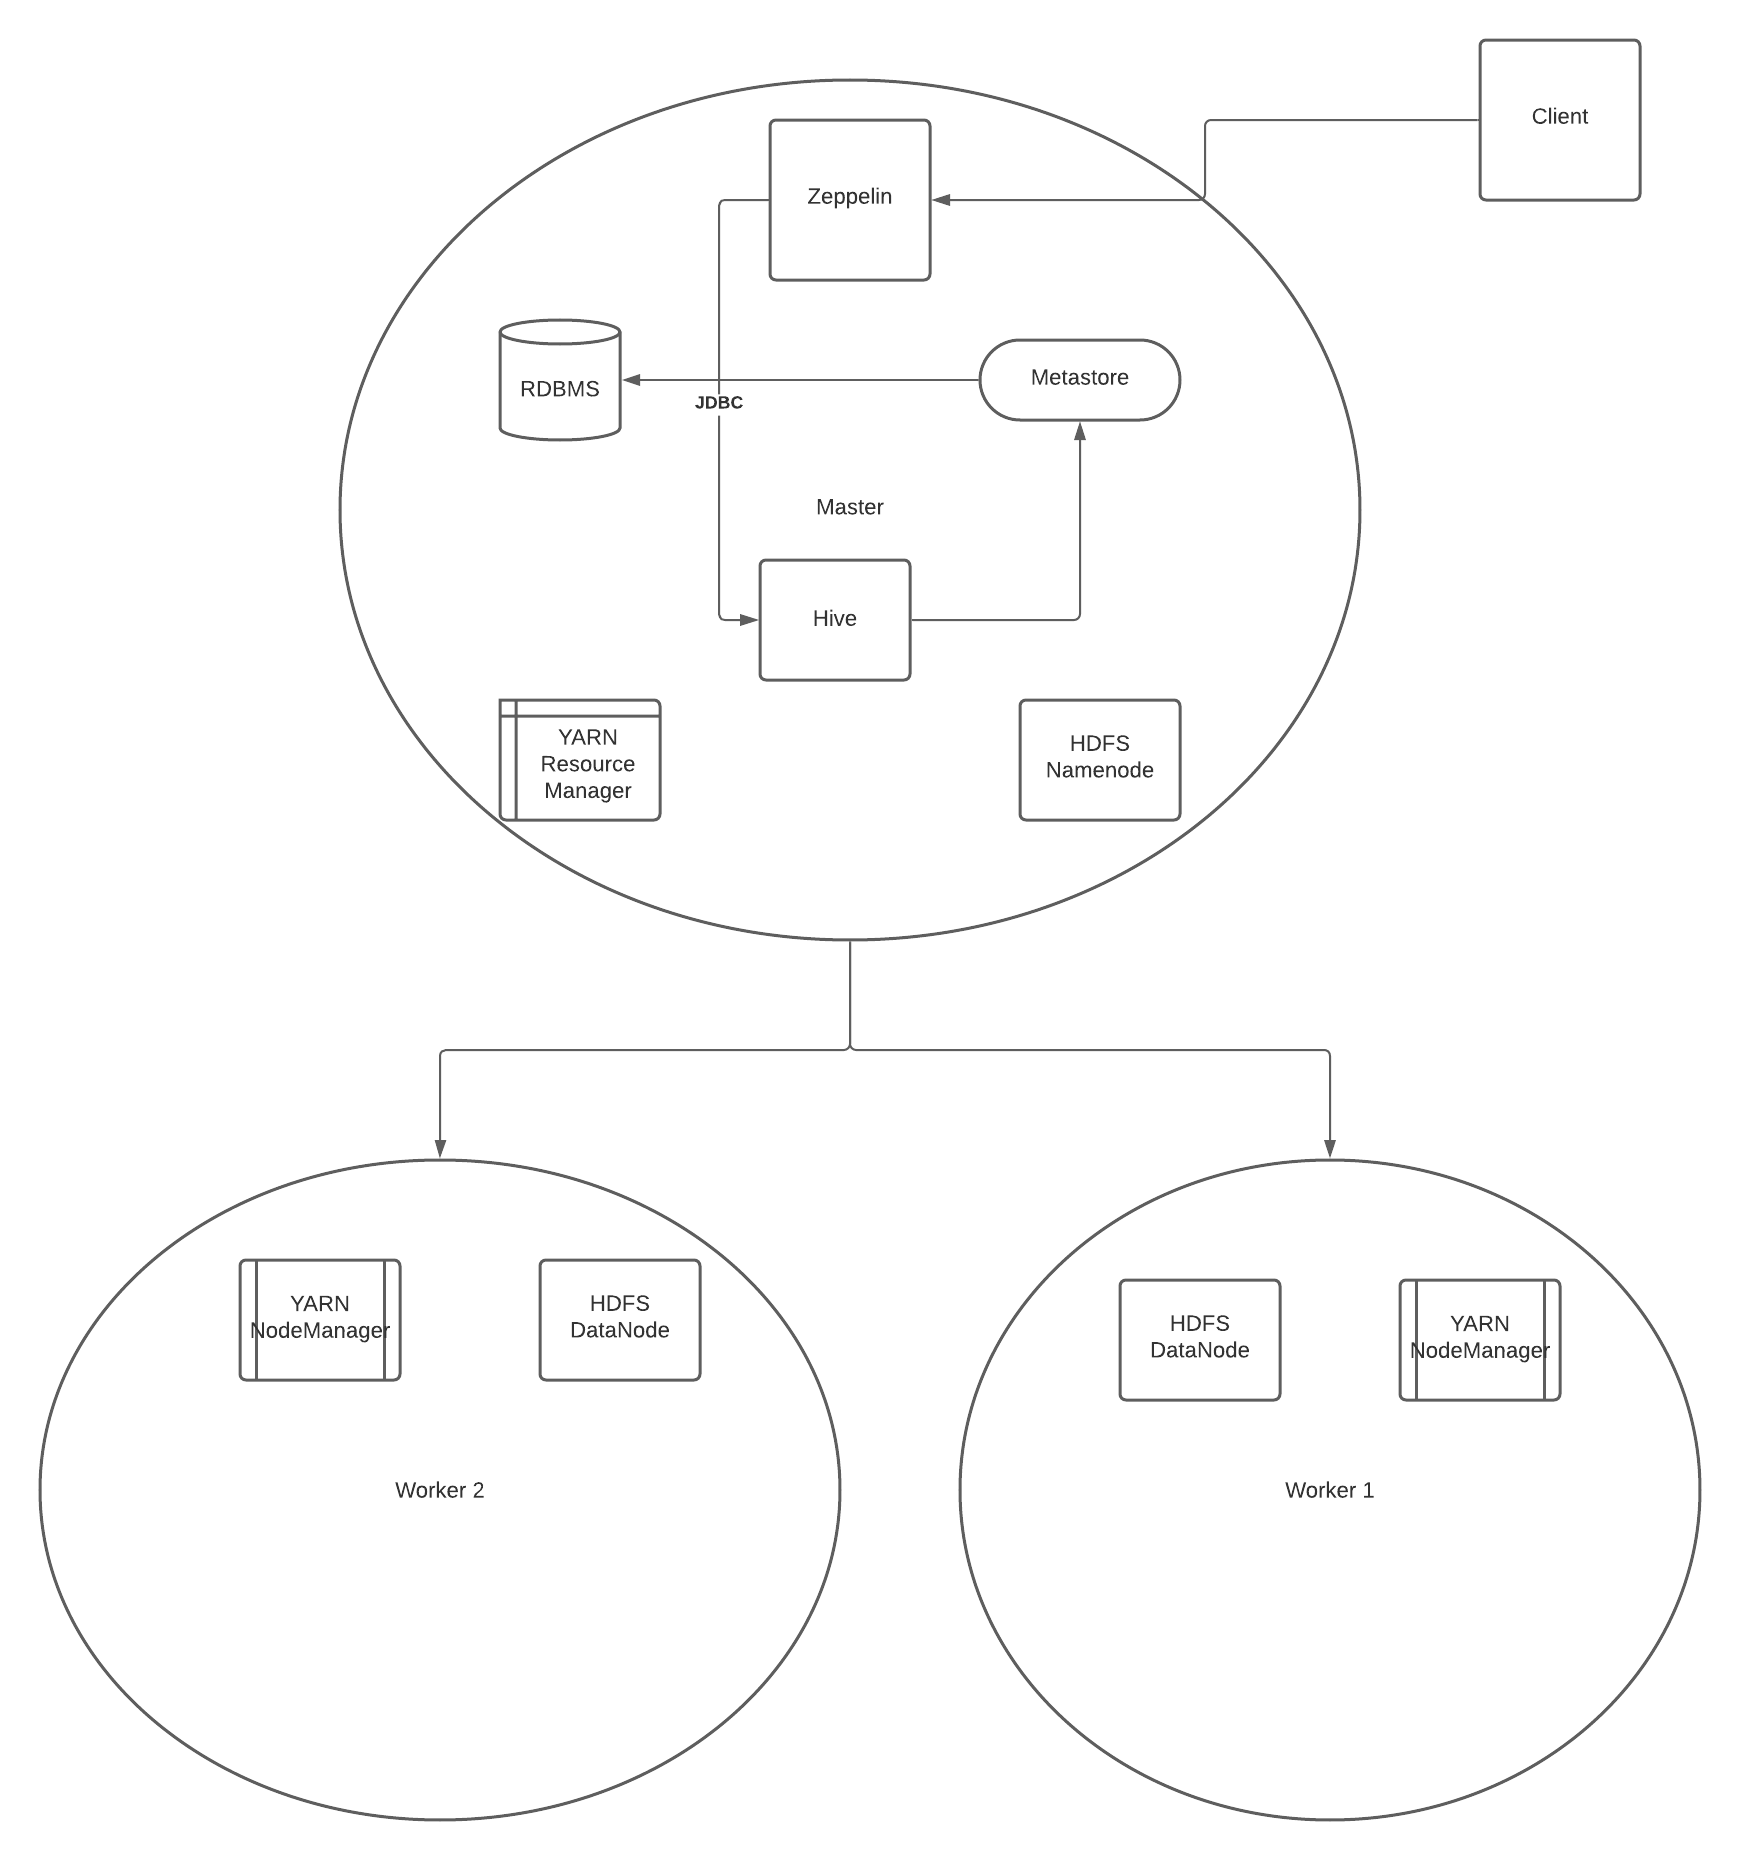 Client
Zeppelin
RDBMS
Metastore
JDBC
Master
Hive
YARN
Resource
Manager
HDFS
Namenode
YARN
NodeManager
HDFS
DataNode
HDFS
DataNode
YARN
NodeManager
Worker 2
Worker 1